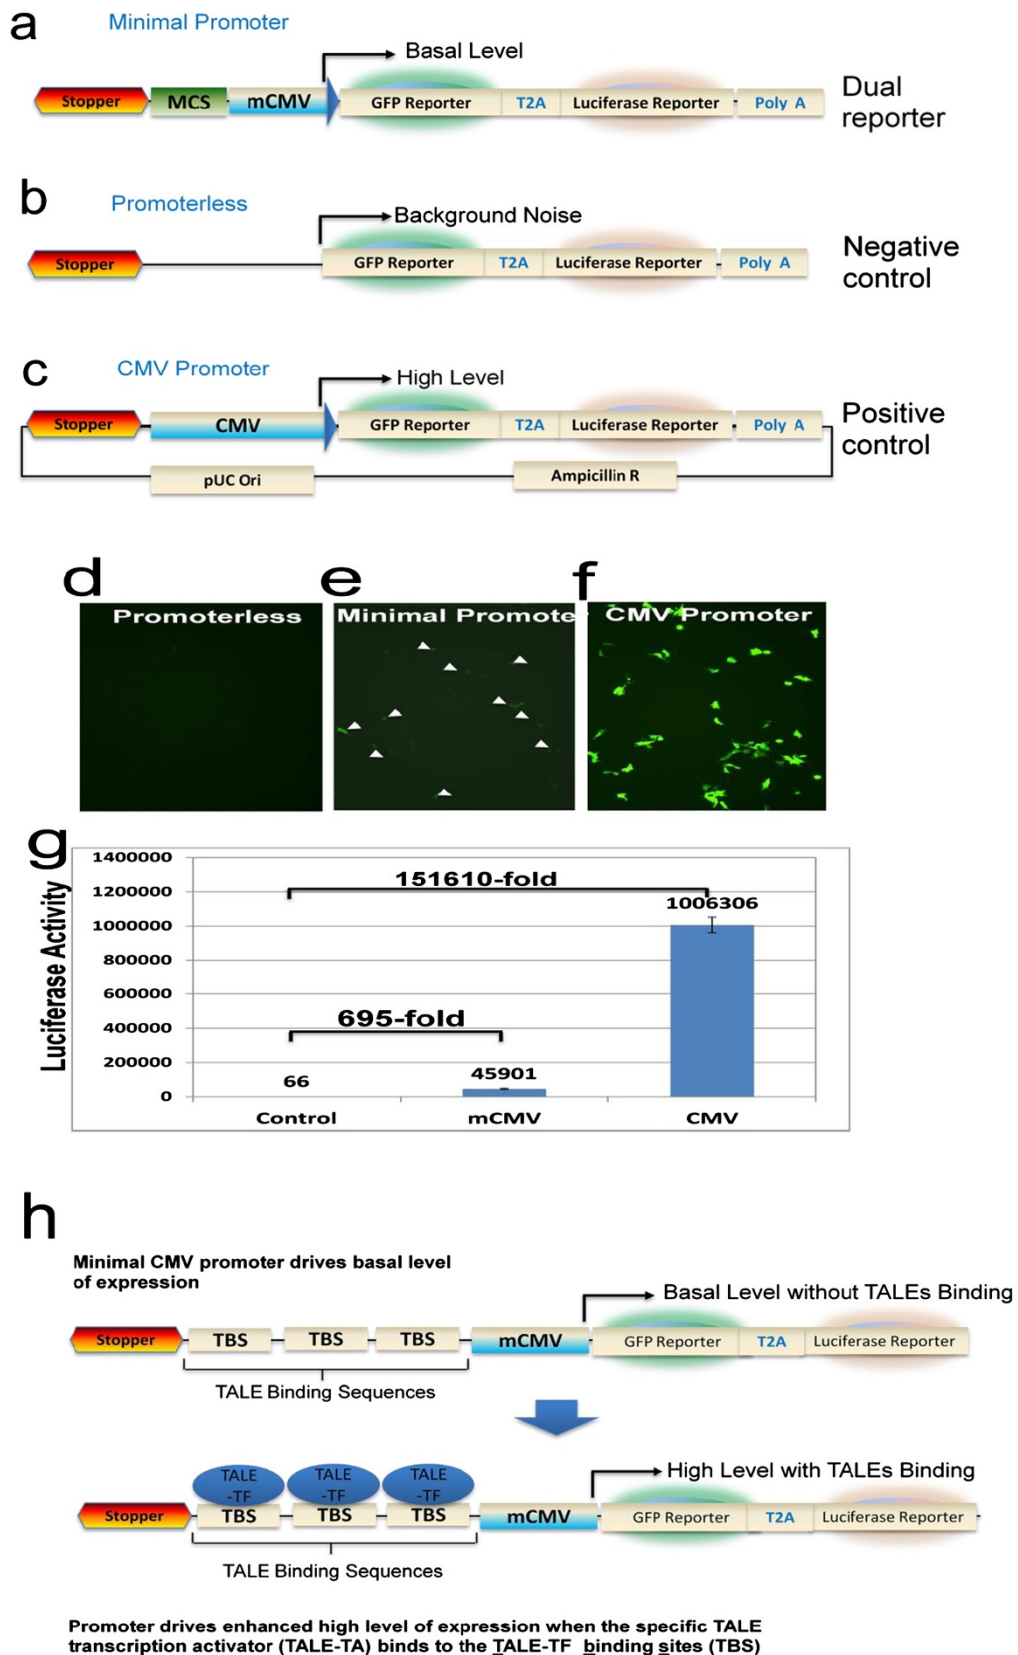 a
Minimal Promoter
Basal Level
Stopper MCS mCMV GFP Reporter T2A Luciferase Reporter Poly A
Dual
reporter
b
Promoterless
Background Noise
Stopper GFP Reporter T2A Luciferase Reporter Poly A
Negative
control
c
CMV Promoter
High Level
Stopper CMV GFP Reporter T2A Luciferase Reporter Poly A
Positive
control
pUC Ori Ampicillin R
d e f
Promoterless Minimal Promote CMV Promoter
g
Luciferase Activity
1400000
1200000
1000000
800000
600000
400000
200000
0
151610-fold
1006306
695-fold
45901
66
Control mCMV CMV
h
Minimal CMV promoter drives basal level
of expression
Basal Level without TALEs Binding
Stopper TBS TBS TBS mCMV GFP Reporter T2A Luciferase Reporter
TALE Binding Sequences
High Level with TALEs Binding
TALE TALE TALE
-TF -TF -TF
Stopper TBS TBS TBS mCMV GFP Reporter T2A Luciferase Reporter
TALE Binding Sequences
Promoter drives enhanced high level of expression when the specific TALE
transcription activator (TALE-TA) binds to the TALE-TF binding sites (TBS)